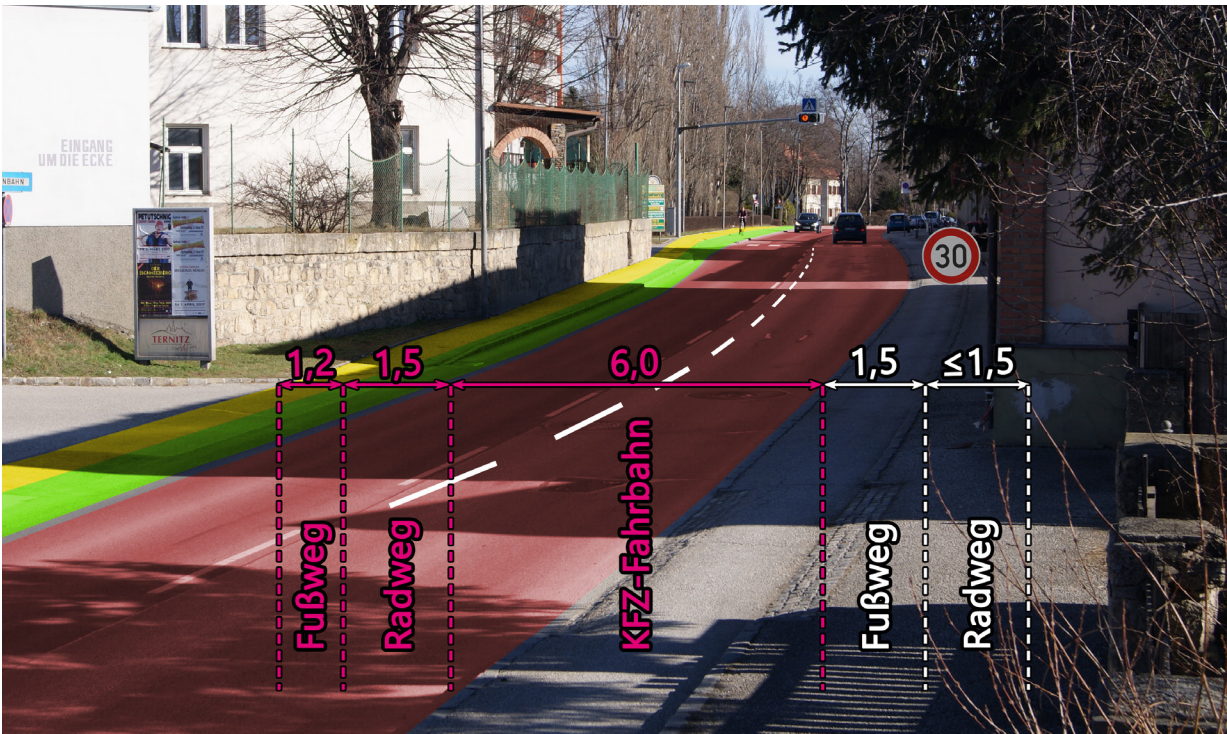 EINGANG
UM DIE ECKE
NBAHN
TERNITZ
30
1,2
1,5
6,0
1,5
≤1,5
Fußweg
Radweg
KFZ-Fahrbahn
Fußweg
Radweg